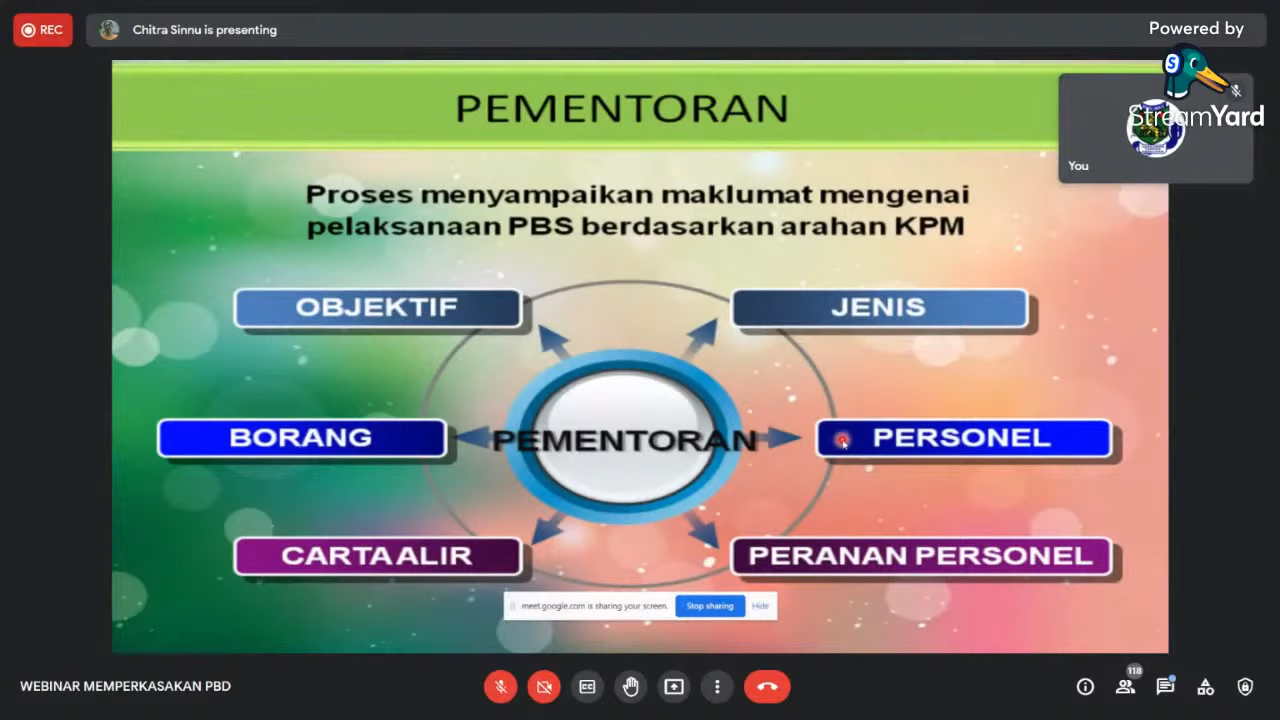 REC
Chitra Sinnu is presenting
Powered by
StreamYard
You
PEMENTORAN
Proses menyampaikan maklumat mengenai
pelaksanaan PBS berdasarkan arahan KPM
OBJEKTIF
JENIS
BORANG
PEMENTORAN
PERSONEL
CARTA ALIR
PERANAN PERSONEL
meet.google.com is sharing your screen.
Stop sharing
Hide
WEBINAR MEMPERKASAKAN PBD
118